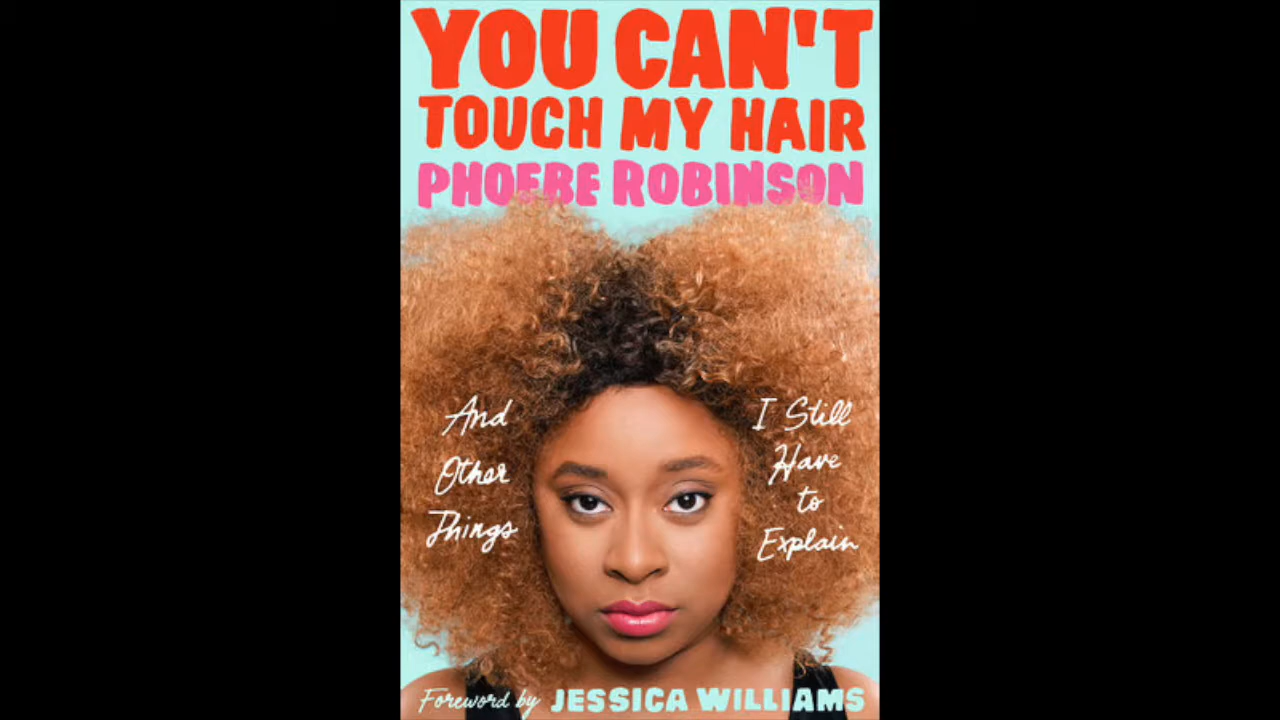 YOU CAN'T
TOUCH MY HAIR
PHOEBE ROBINSON
And
Other
Things
I Still
Have
to
Explain
Foreword by JESSICA WILLIAMS